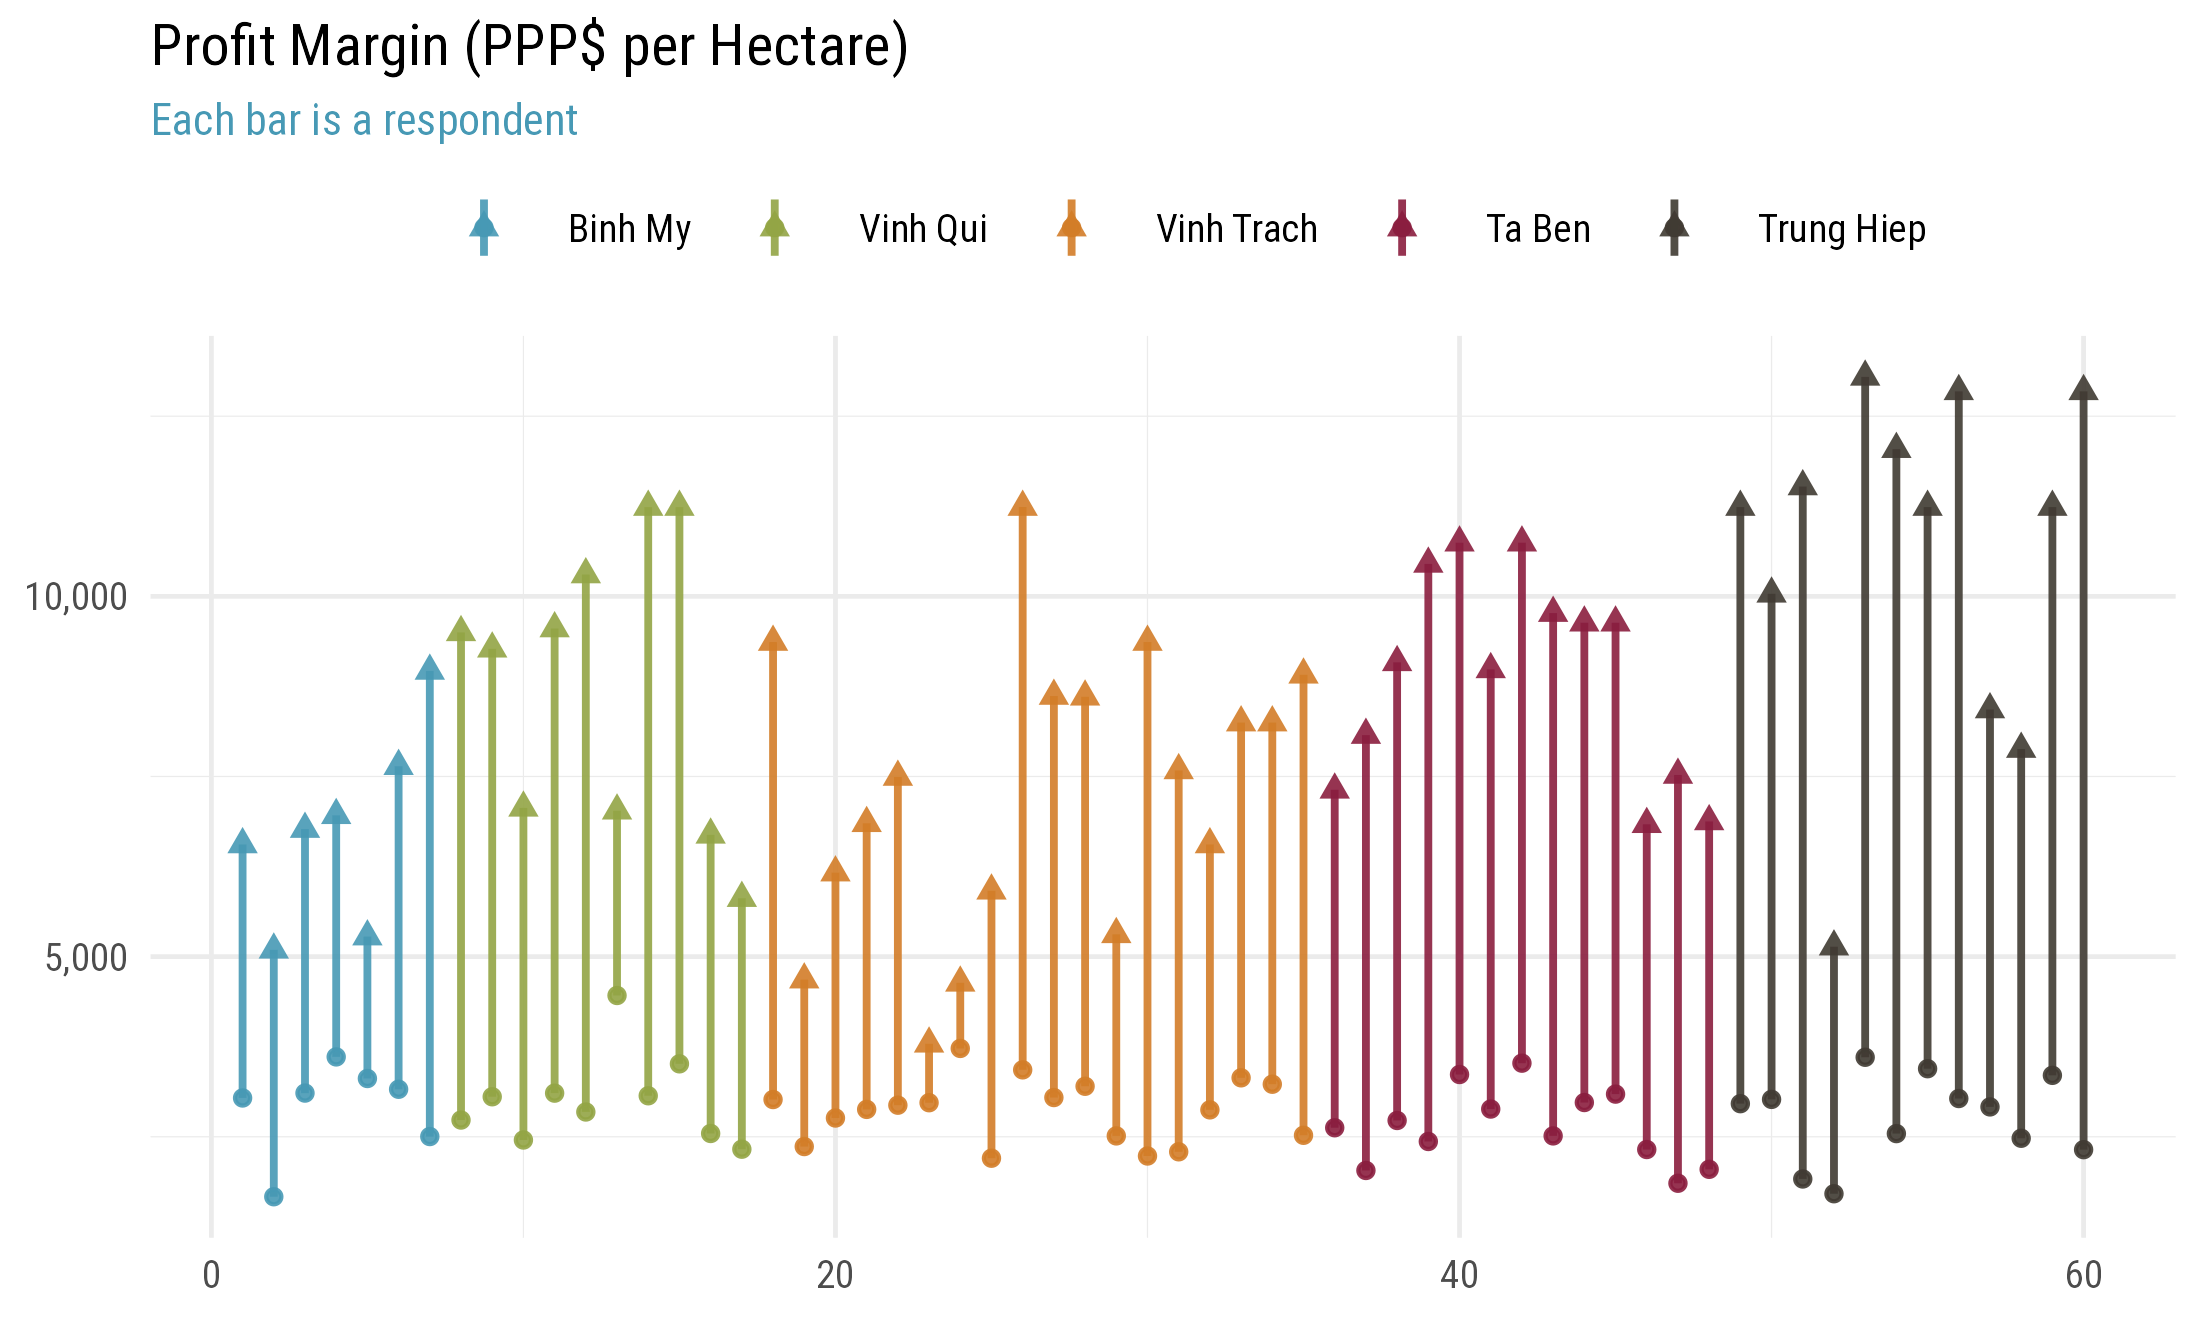 Profit Margin (PPP$ per Hectare)
Each bar is a respondent
Binh My Vinh Qui Vinh Trach Ta Ben Trung Hiep
10,000
5,000
0 20 40 60